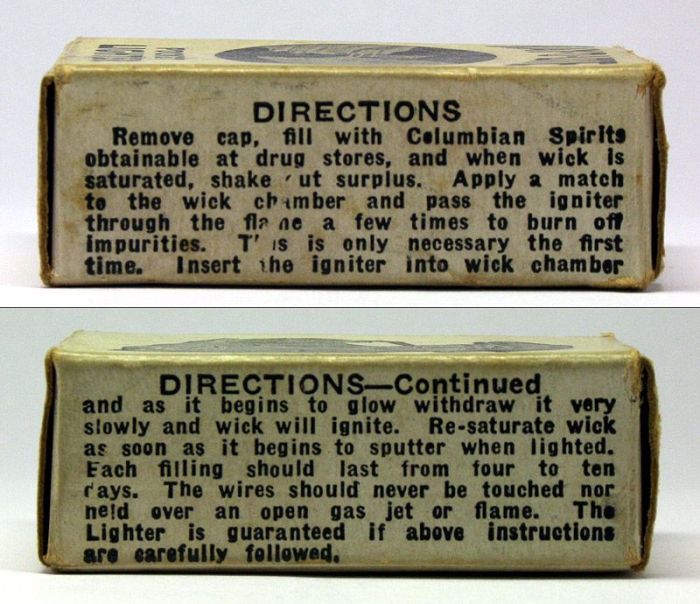 DIRECTIONS
Remove cap, fill with Columbian Spirits
obtainable at drug stores, and when wick is
saturated, shake out surplus. Apply a match
to the wick chamber and pass the igniter
through the flame a few times to burn off
impurities. This is only necessary the first
time. Insert the igniter into wick chamber
DIRECTIONS—Continued
and as it begins to glow withdraw it very
slowly and wick will ignite. Re-saturate wick
as soon as it begins to sputter when lighted.
Each filling should last from four to ten
days. The wires should never be touched nor
held over an open gas jet or flame. The
Lighter is guaranteed if above instructions
are carefully followed.